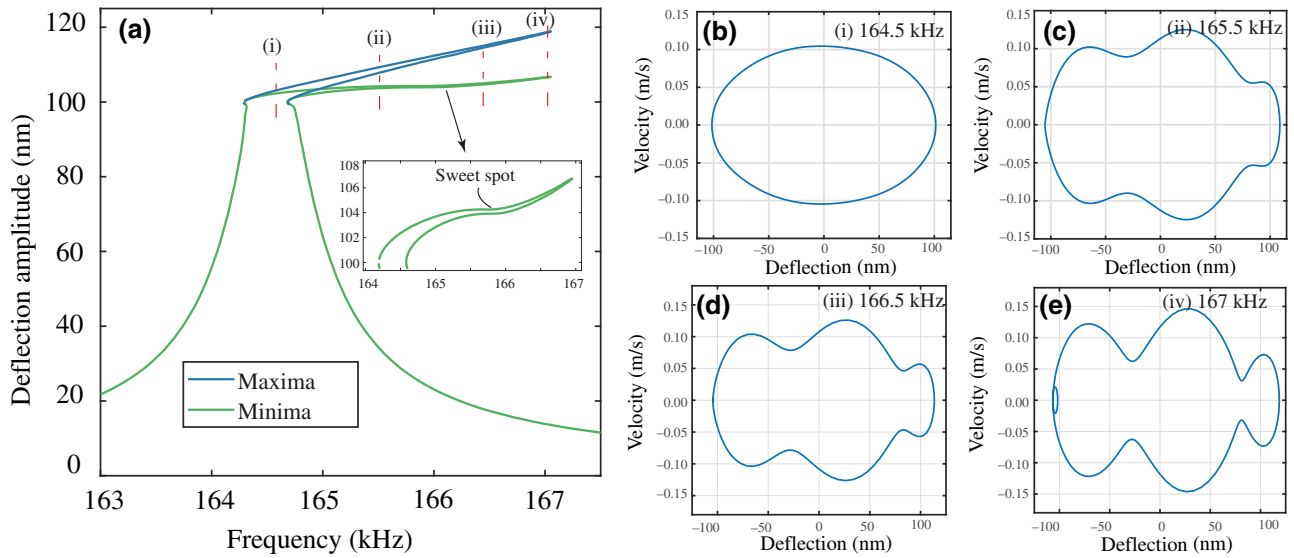 (a)
(i)
(ii)
(iii)
(iv)
120
100
80
60
40
20
0
Deflection amplitude (nm)
163
164
165
166
167
Frequency (kHz)
Maxima
Minima
Sweet spot
108
106
104
102
100
164
165
166
167
(b)
(i) 164.5 kHz
0.15
0.10
0.05
0.00
−0.05
−0.10
−0.15
Velocity (m/s)
−100
−50
0
50
100
Deflection (nm)
(c)
(ii) 165.5 kHz
0.15
0.10
0.05
0.00
−0.05
−0.10
−0.15
Velocity (m/s)
−100
−50
0
50
100
Deflection (nm)
(d)
(iii) 166.5 kHz
0.15
0.10
0.05
0.00
−0.05
−0.10
−0.15
Velocity (m/s)
−100
−50
0
50
100
Deflection (nm)
(e)
(iv) 167 kHz
0.15
0.10
0.05
0.00
−0.05
−0.10
−0.15
Velocity (m/s)
−100
−50
0
50
100
Deflection (nm)